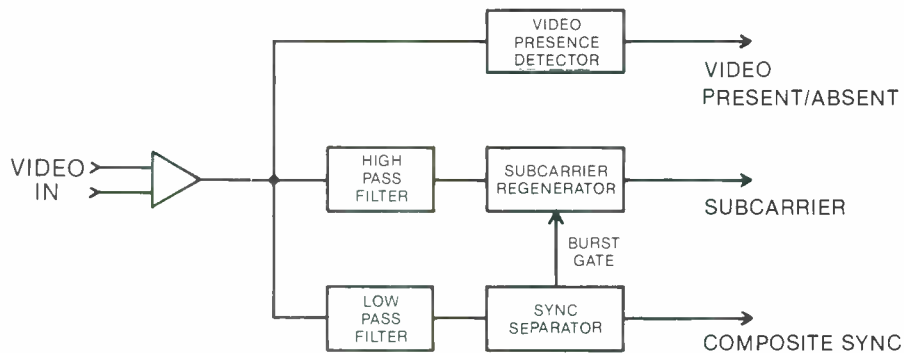 VIDEO
PRESENCE
DETECTOR
VIDEO
PRESENT/ABSENT
VIDEO
IN
HIGH
PASS
FILTER
SUBCARRIER
REGENERATOR
SUBCARRIER
BURST
GATE
LOW
PASS
FILTER
SYNC
SEPARATOR
COMPOSITE SYNC